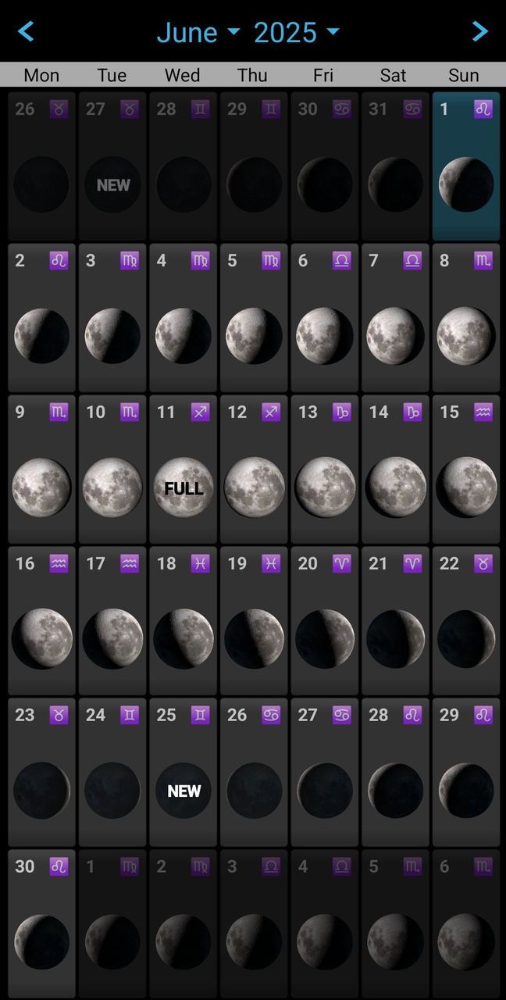 June 2025
Mon Tue Wed Thu Fri Sat Sun
26 ♉ 27 ♉ 28 ♊ 29 ♊ 30 ♋ 31 ♋ 1 ♌
NEW
2 ♌ 3 ♍ 4 ♍ 5 ♍ 6 ♎ 7 ♎ 8 ♏
9 ♏ 10 ♏ 11 ♐ 12 ♐ 13 ♑ 14 ♑ 15 ♒
FULL
16 ♒ 17 ♒ 18 ♓ 19 ♓ 20 ♈ 21 ♈ 22 ♉
23 ♉ 24 ♊ 25 ♊ 26 ♋ 27 ♋ 28 ♌ 29 ♌
NEW
30 ♌ 1 ♍ 2 ♍ 3 ♎ 4 ♎ 5 ♏ 6 ♏